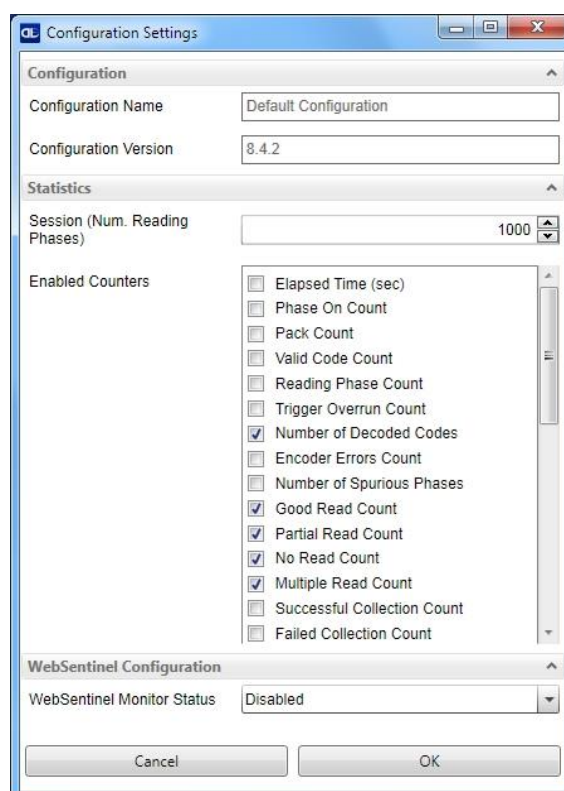 Configuration Settings
Configuration
Configuration Name
Default Configuration
Configuration Version
8.4.2
Statistics
Session (Num. Reading
Phases)
1000
Enabled Counters
Elapsed Time (sec)
Phase On Count
Pack Count
Valid Code Count
Reading Phase Count
Trigger Overrun Count
Number of Decoded Codes
Encoder Errors Count
Number of Spurious Phases
Good Read Count
Partial Read Count
No Read Count
Multiple Read Count
Successful Collection Count
Failed Collection Count
WebSentinel Configuration
WebSentinel Monitor Status
Disabled
Cancel
OK